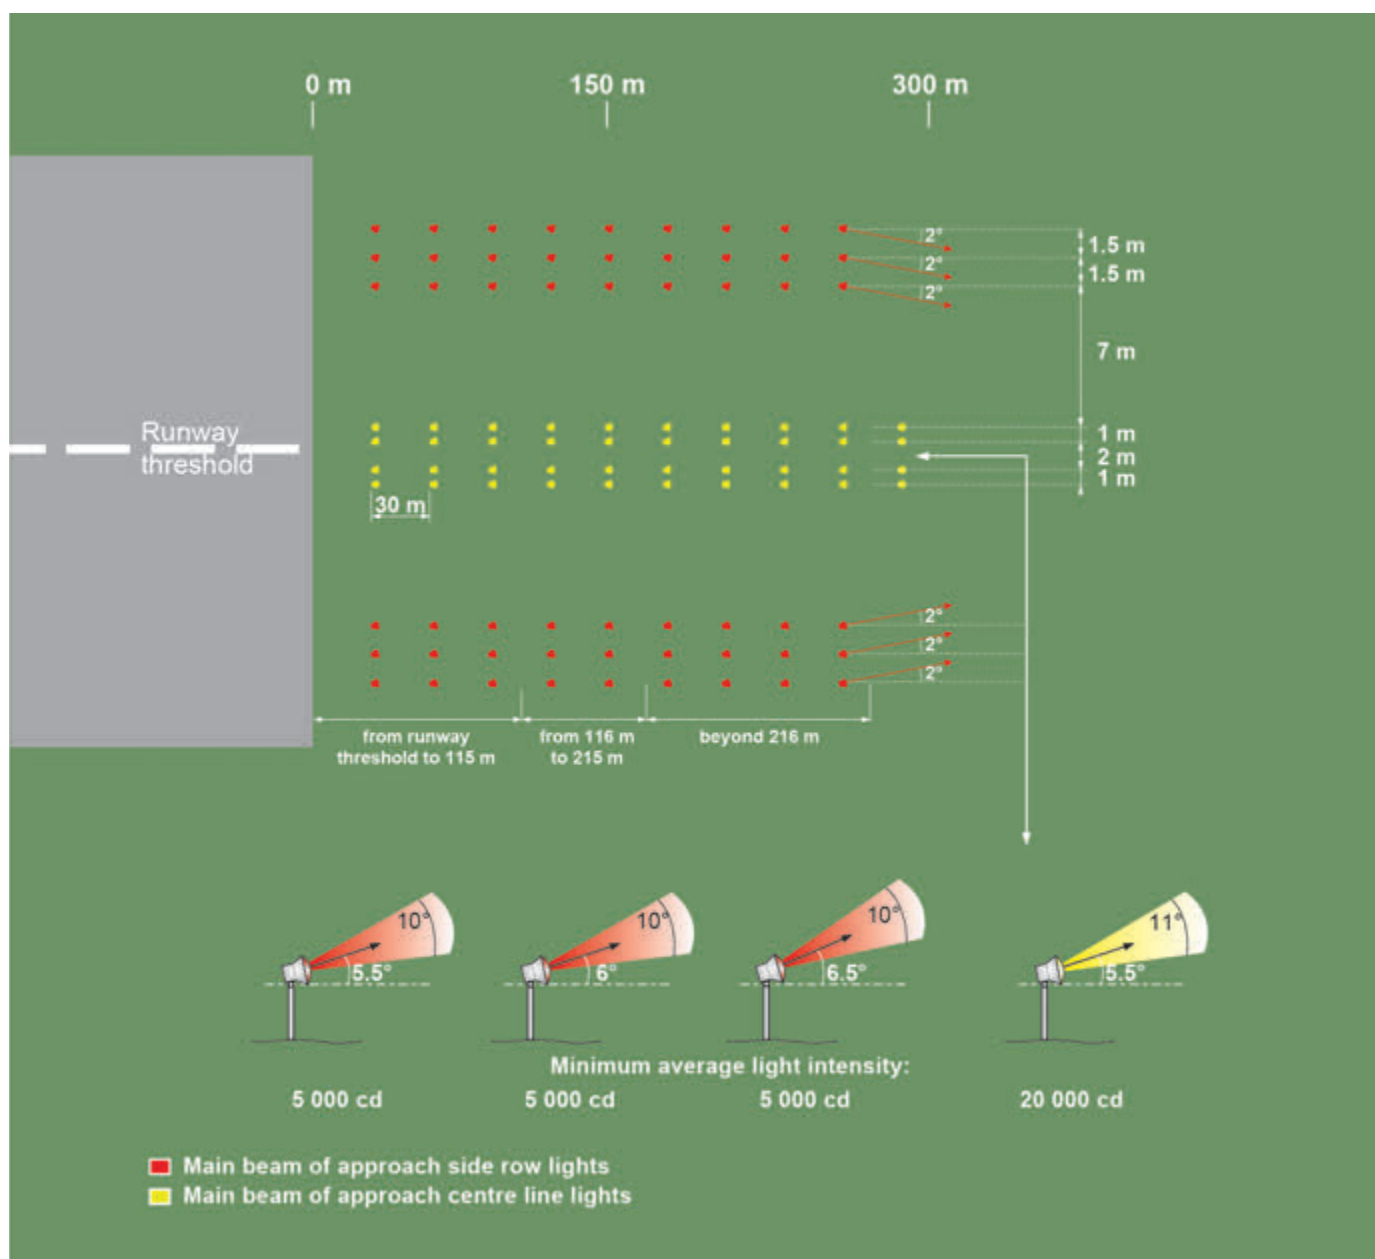 0 m 150 m 300 m
2°
1.5 m
2°
1.5 m
2°
7 m
Runway
threshold
1 m
2 m
1 m
30 m
2°
2°
2°
from runway
threshold to 115 m
from 116 m
to 215 m
beyond 216 m
10° 10° 10° 11°
5.5° 6° 6.5° 5.5°
Minimum average light intensity:
5 000 cd 5 000 cd 5 000 cd 20 000 cd
Main beam of approach side row lights
Main beam of approach centre line lights